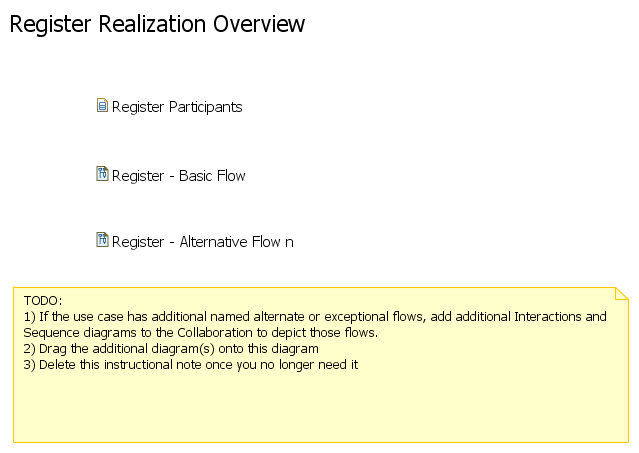 Register Realization Overview
Register Participants
Register - Basic Flow
Register - Alternative Flow n
TODO:
1) If the use case has additional named alternate or exceptional flows, add additional Interactions and
Sequence diagrams to the Collaboration to depict those flows.
2) Drag the additional diagram(s) onto this diagram
3) Delete this instructional note once you no longer need it